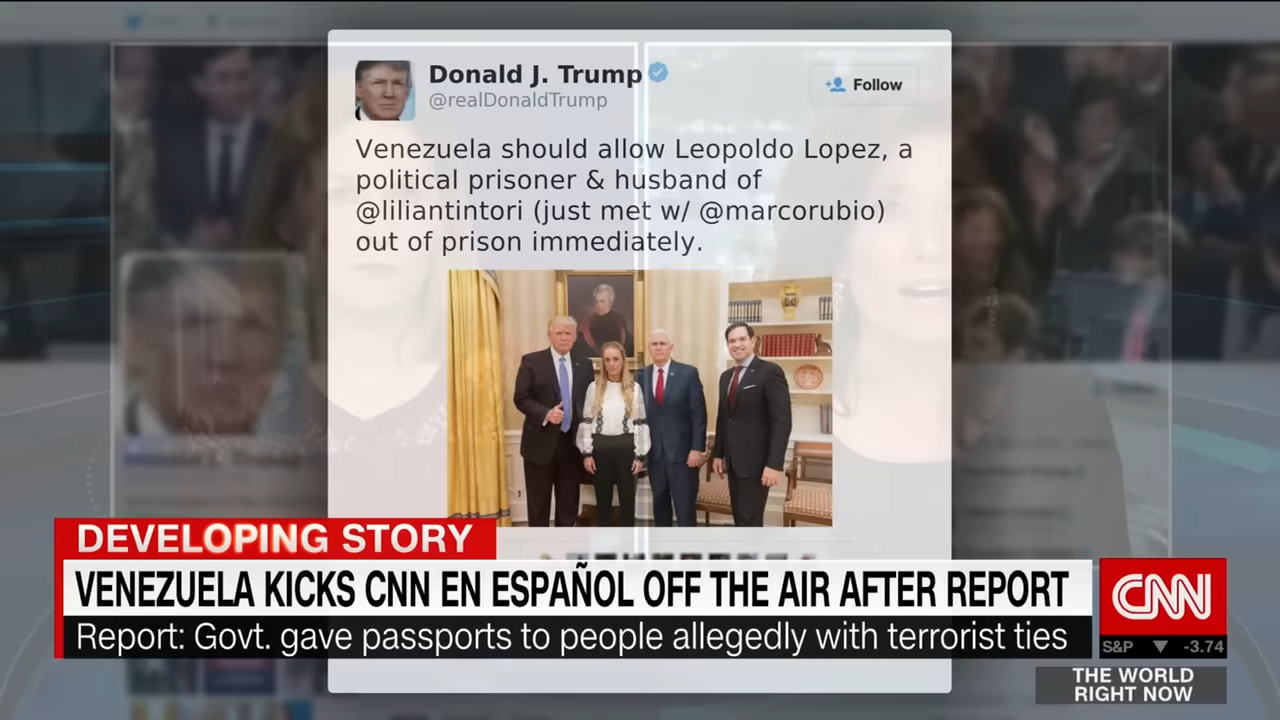 Donald J. Trump
@realDonaldTrump
Follow
Venezuela should allow Leopoldo Lopez, a
political prisoner & husband of
@liliantintori (just met w/ @marcorubio)
out of prison immediately.
DEVELOPING STORY
VENEZUELA KICKS CNN EN ESPAÑOL OFF THE AIR AFTER REPORT
Report: Govt. gave passports to people allegedly with terrorist ties
CNN
S&P ▼ -3.74
THE WORLD
RIGHT NOW